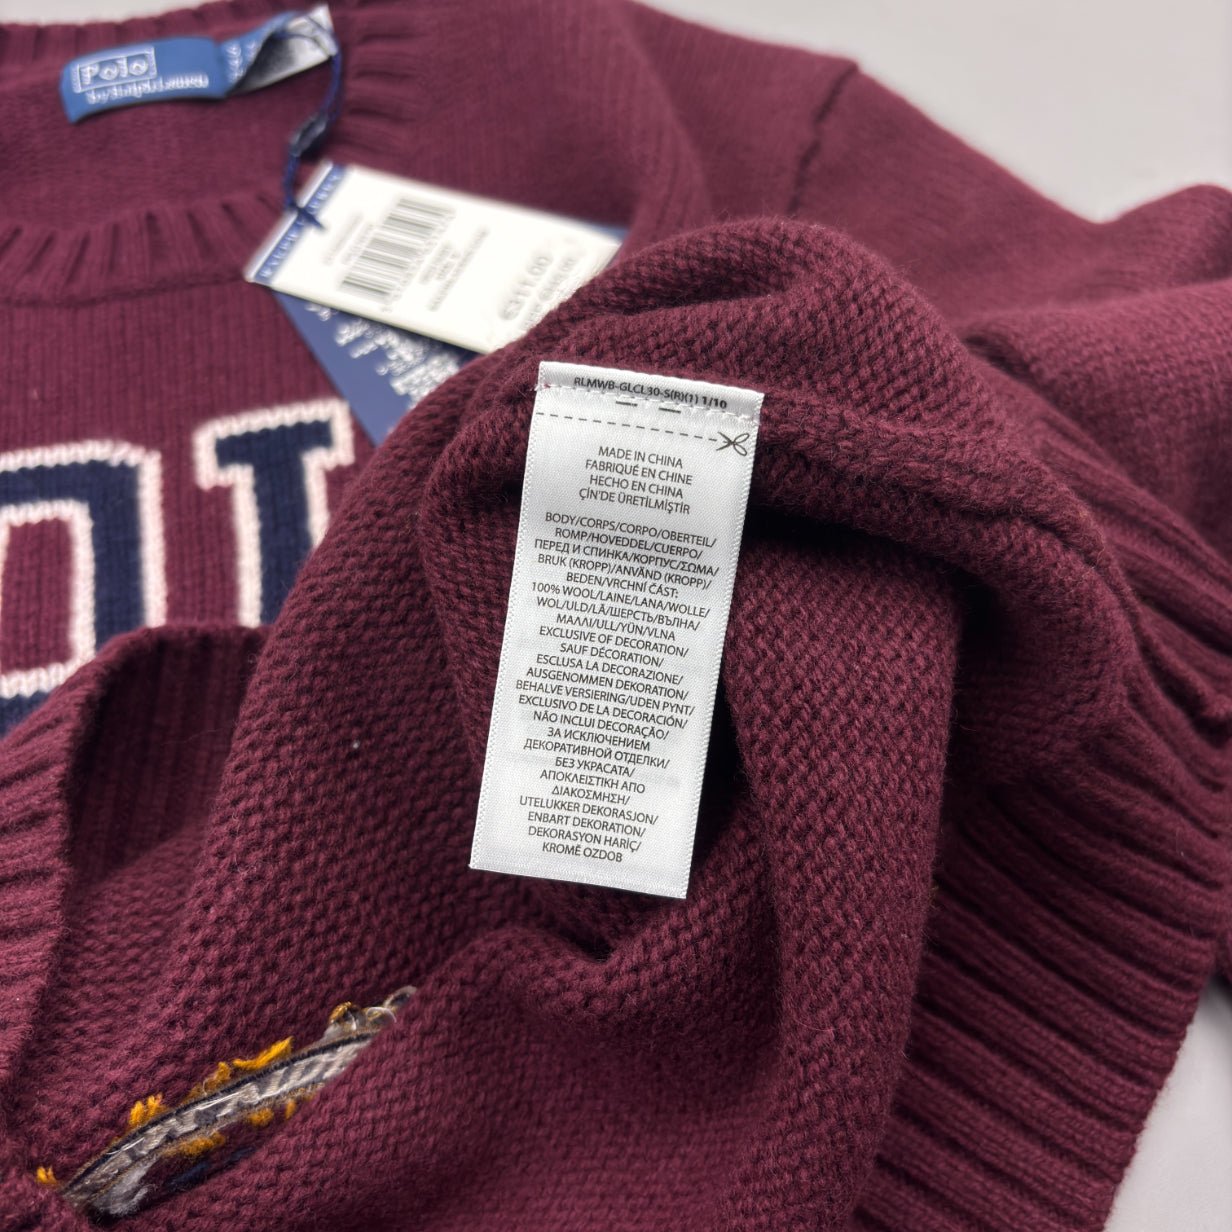 Polo
by Ralph Lauren
RLMWB-GLCL30-S(R)(1) 1/10
MADE IN CHINA
FABRIQUÉ EN CHINE
HECHO EN CHINA
ÇİN'DE ÜRETİLMİŞTİR
BODY/CORPS/CORPO/OBERTEIL/
ROMP/HOVEDDEL/CUERPO/
ПЕРЕД И СПИНКА/КОРПУС/ΣΩΜΑ/
BRUK (KROPP)/ANVÄND (KROPP)/
BEDEN/VRCHNÍ ČÁST:
100% WOOL/LAINE/LANA/WOLLE/
WOL/ULD/LÃ/ШЕРСТЬ/ВЪЛНА/
ΜΑΛΛΙ/ULL/YÜN/VLNA
EXCLUSIVE OF DECORATION/
SAUF DÉCORATION/
ESCLUSA LA DECORAZIONE/
AUSGENOMMEN DEKORATION/
BEHALVE VERSIERING/UDEN PYNT/
EXCLUSIVO DE LA DECORACIÓN/
NÃO INCLUI DECORAÇÃO/
ЗА ИСКЛЮЧЕНИЕМ
ДЕКОРАТИВНОЙ ОТДЕЛКИ/
БЕЗ УКРАСАТА/
ΑΠΟΚΛΕΙΣΤΙΚΗ ΑΠΟ
ΔΙΑΚΟΣΜΗΣΗ/
UTELUKKER DEKORASJON/
ENBART DEKORATION/
DEKORASYON HARİÇ/
KROMĚ OZDOB